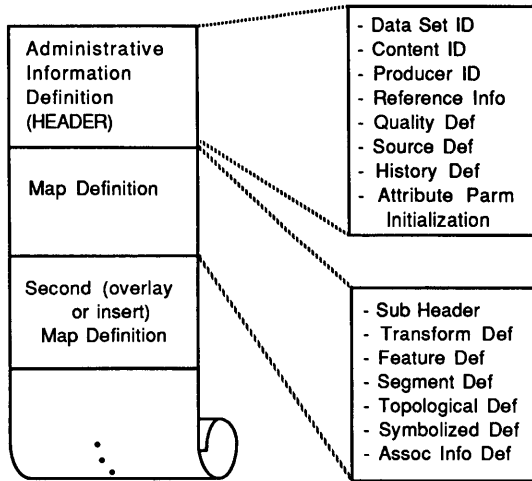 Administrative
Information
Definition
(HEADER)
Map Definition
Second (overlay
or insert)
Map Definition
- Data Set ID
- Content ID
- Producer ID
- Reference Info
- Quality Def
- Source Def
- History Def
- Attribute Parm
Initialization
- Sub Header
- Transform Def
- Feature Def
- Segment Def
- Topological Def
- Symbolized Def
- Assoc Info Def